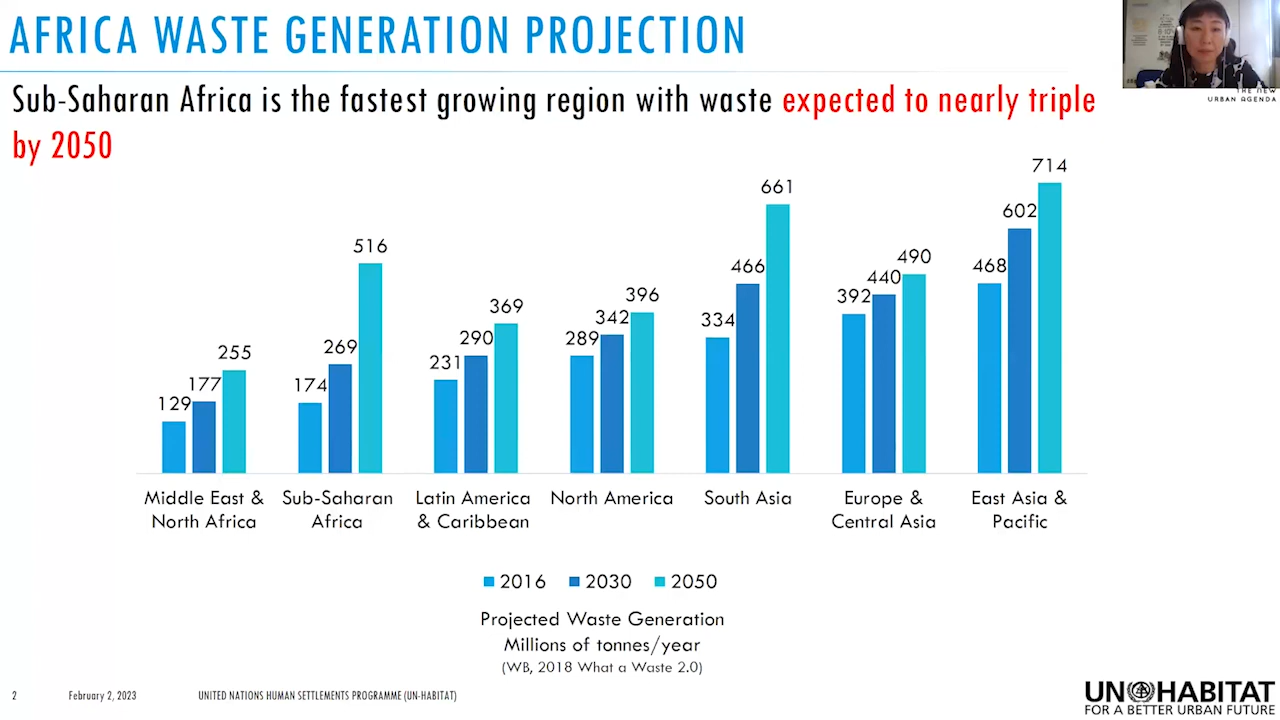 AFRICA WASTE GENERATION PROJECTION
THE NEW
URBAN AGENDA
Sub-Saharan Africa is the fastest growing region with waste expected to nearly triple
by 2050
129
177
255
174
269
516
231
290
369
289
342
396
334
466
661
392
440
490
468
602
714
Middle East &
North Africa
Sub-Saharan
Africa
Latin America
& Caribbean
North America
South Asia
Europe &
Central Asia
East Asia &
Pacific
2016 2030 2050
Projected Waste Generation
Millions of tonnes/year
(WB, 2018 What a Waste 2.0)
2 February 2, 2023 UNITED NATIONS HUMAN SETTLEMENTS PROGRAMME (UN-HABITAT)
UN HABITAT
FOR A BETTER URBAN FUTURE